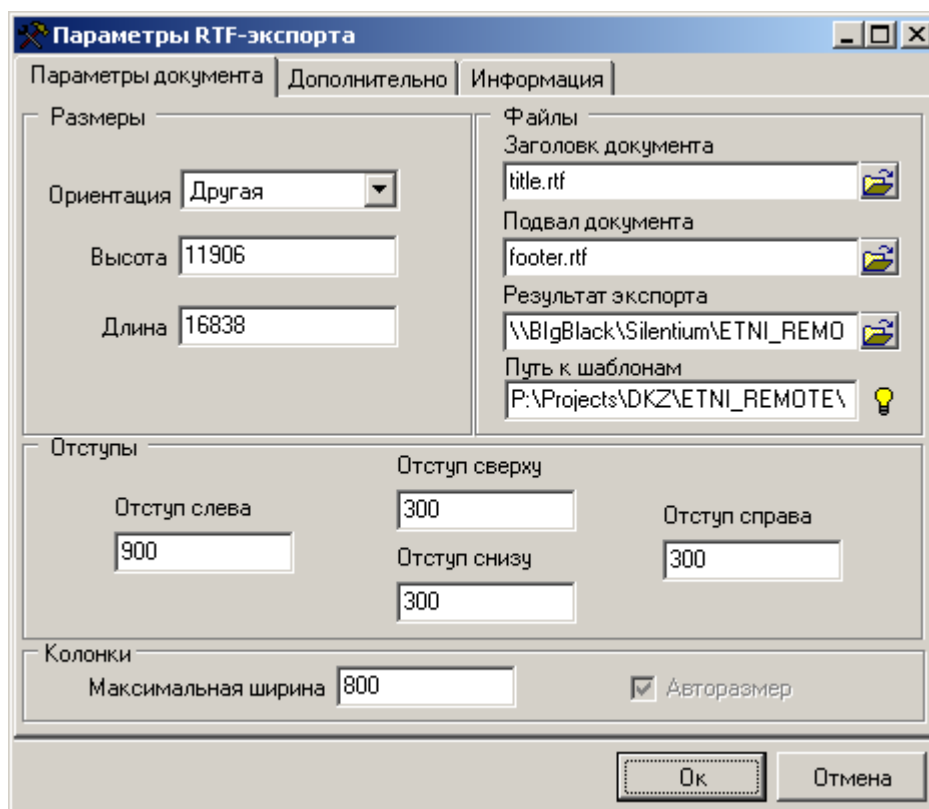 Параметры RTF-экспорта
Параметры документа Дополнительно Информация
Размеры
Ориентация Другая
Высота 11906
Длина 16838
Файлы
Заголовк документа
title.rtf
Подвал документа
footer.rtf
Результат экспорта
\\BIgBlack\Silentium\ETNI_REMO
Путь к шаблонам
P:\Projects\DKZ\ETNI_REMOTE\
Отступы
Отступ слева
900
Отступ сверху
300
Отступ снизу
300
Отступ справа
300
Колонки
Максимальная ширина 800 Авторазмер
Ок Отмена